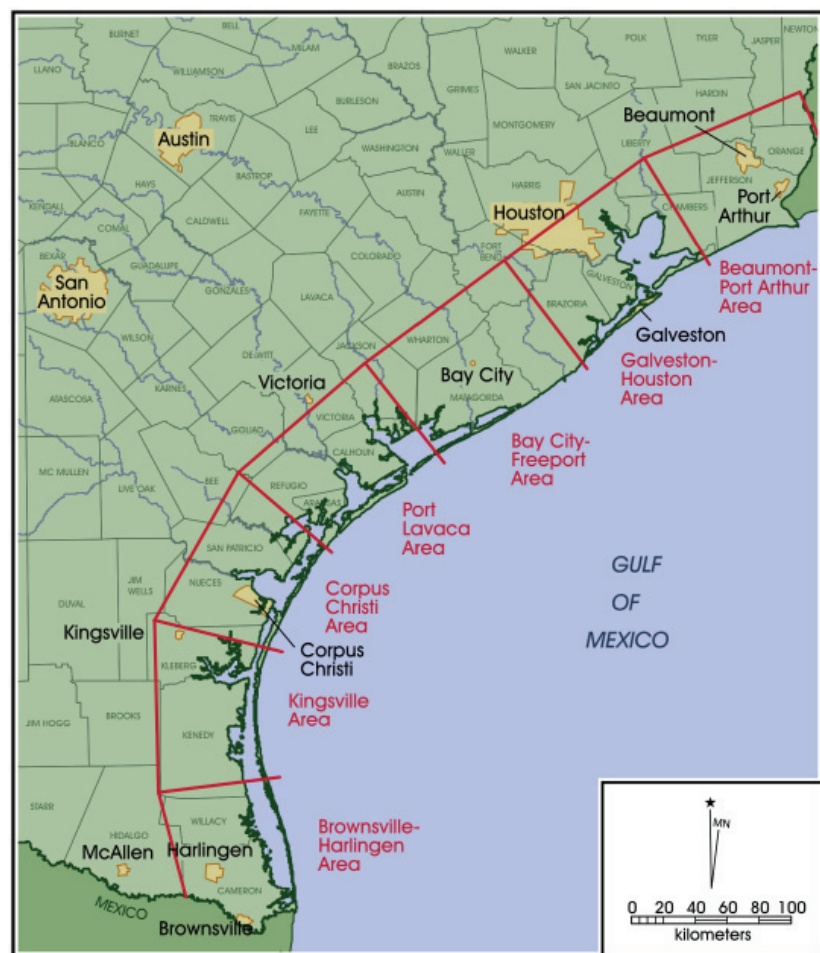 BELL
POLK
TYLER
JASPER
NEWTON
BURNET
MILAM
WALKER
LLANO
WILLIAMSON
BRAZOS
GRIMES
SAN JACINTO
HARDIN
BURLESON
MONTGOMERY
Beaumont
TRAVIS
Austin
LEE
LIBERTY
ORANGE
BLANCO
WASHINGTON
WALLER
BASTROP
JEFFERSON
HAYS
AUSTIN
HARRIS
Port
Arthur
KENDALL
CALDWELL
FAYETTE
Houston
CHAMBERS
COMAL
COLORADO
FORT
BEND
BEXAR
GUADALUPE
San
Antonio
GONZALES
LAVACA
GALVESTON
Beaumont-
Port Arthur
Area
BRAZORIA
WILSON
WHARTON
Galveston
DEWITT
JACKSON
Galveston-
Houston
Area
Victoria
Bay City
KARNES
ATASCOSA
MATAGORDA
VICTORIA
GOLIAD
Bay City-
Freeport
Area
CALHOUN
MC MULLEN
BEE
LIVE OAK
REFUGIO
ARANSAS
Port
Lavaca
Area
SAN PATRICIO
GULF
OF
MEXICO
NUECES
JIM
WELLS
DUVAL
Corpus
Christi
Area
Kingsville
Corpus
Christi
KLEBERG
Kingsville
Area
BROOKS
JIM HOGG
KENEDY
STARR
WILLACY
HIDALGO
Brownsville-
Harlingen
Area
McAllen
Harlingen
CAMERON
MEXICO
Brownsville
MN
0 20 40 60 80 100
kilometers